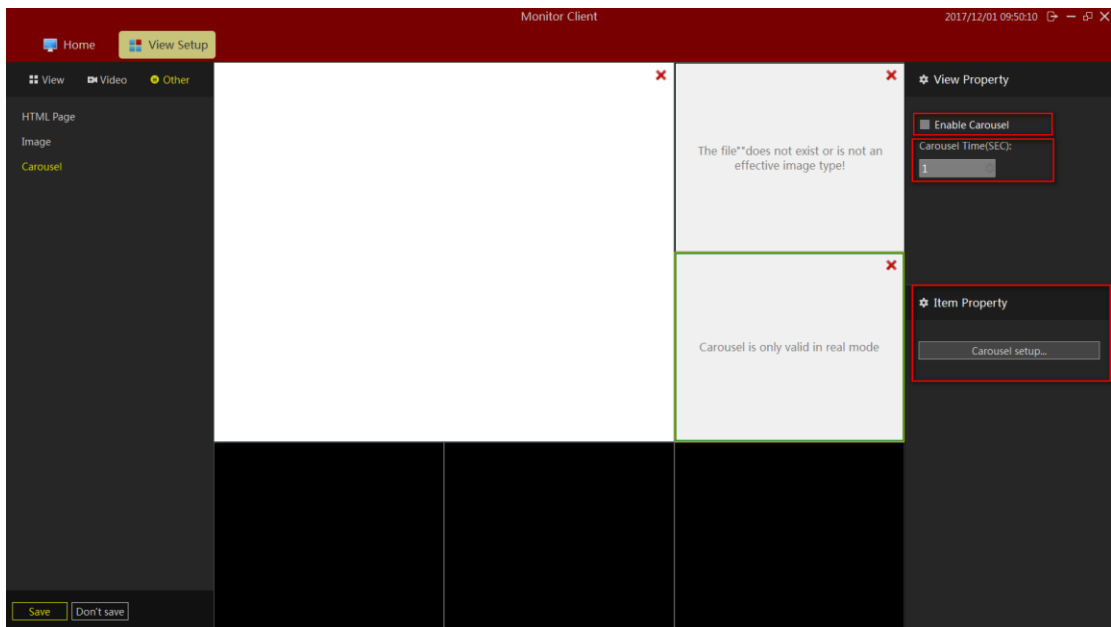 Monitor Client
2017/12/01 09:50:10
Home
View Setup
View
Video
Other
HTML Page
Image
Carousel
The file""does not exist or is not an
effective image type!
Carousel is only valid in real mode
View Property
Enable Carousel
Carousel Time(SEC):
1
Item Property
Carousel setup...
Save
Don't save